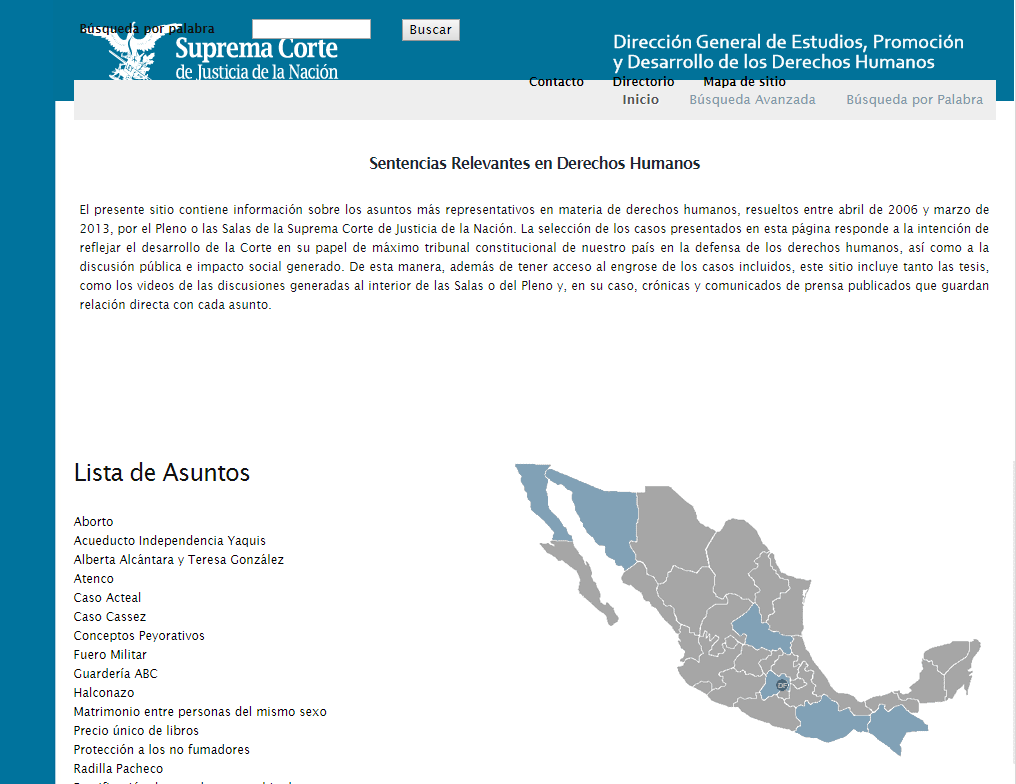 Búsqueda por palabra
Buscar
Suprema Corte
de Justicia de la Nación
Dirección General de Estudios, Promoción
y Desarrollo de los Derechos Humanos
Contacto Directorio Mapa de sitio
Inicio Búsqueda Avanzada Búsqueda por Palabra
Sentencias Relevantes en Derechos Humanos
El presente sitio contiene información sobre los asuntos más representativos en materia de derechos humanos, resueltos entre abril de 2006 y marzo de
2013, por el Pleno o las Salas de la Suprema Corte de Justicia de la Nación. La selección de los casos presentados en esta página responde a la intención de
reflejar el desarrollo de la Corte en su papel de máximo tribunal constitucional de nuestro país en la defensa de los derechos humanos, así como a la
discusión pública e impacto social generado. De esta manera, además de tener acceso al engrose de los casos incluidos, este sitio incluye tanto las tesis,
como los videos de las discusiones generadas al interior de las Salas o del Pleno y, en su caso, crónicas y comunicados de prensa publicados que guardan
relación directa con cada asunto.
Lista de Asuntos
Aborto
Acueducto Independencia Yaquis
Alberta Alcántara y Teresa González
Atenco
Caso Acteal
Caso Cassez
Conceptos Peyorativos
Fuero Militar
Guardería ABC
Halconazo
Matrimonio entre personas del mismo sexo
Precio único de libros
Protección a los no fumadores
Radilla Pacheco
DF